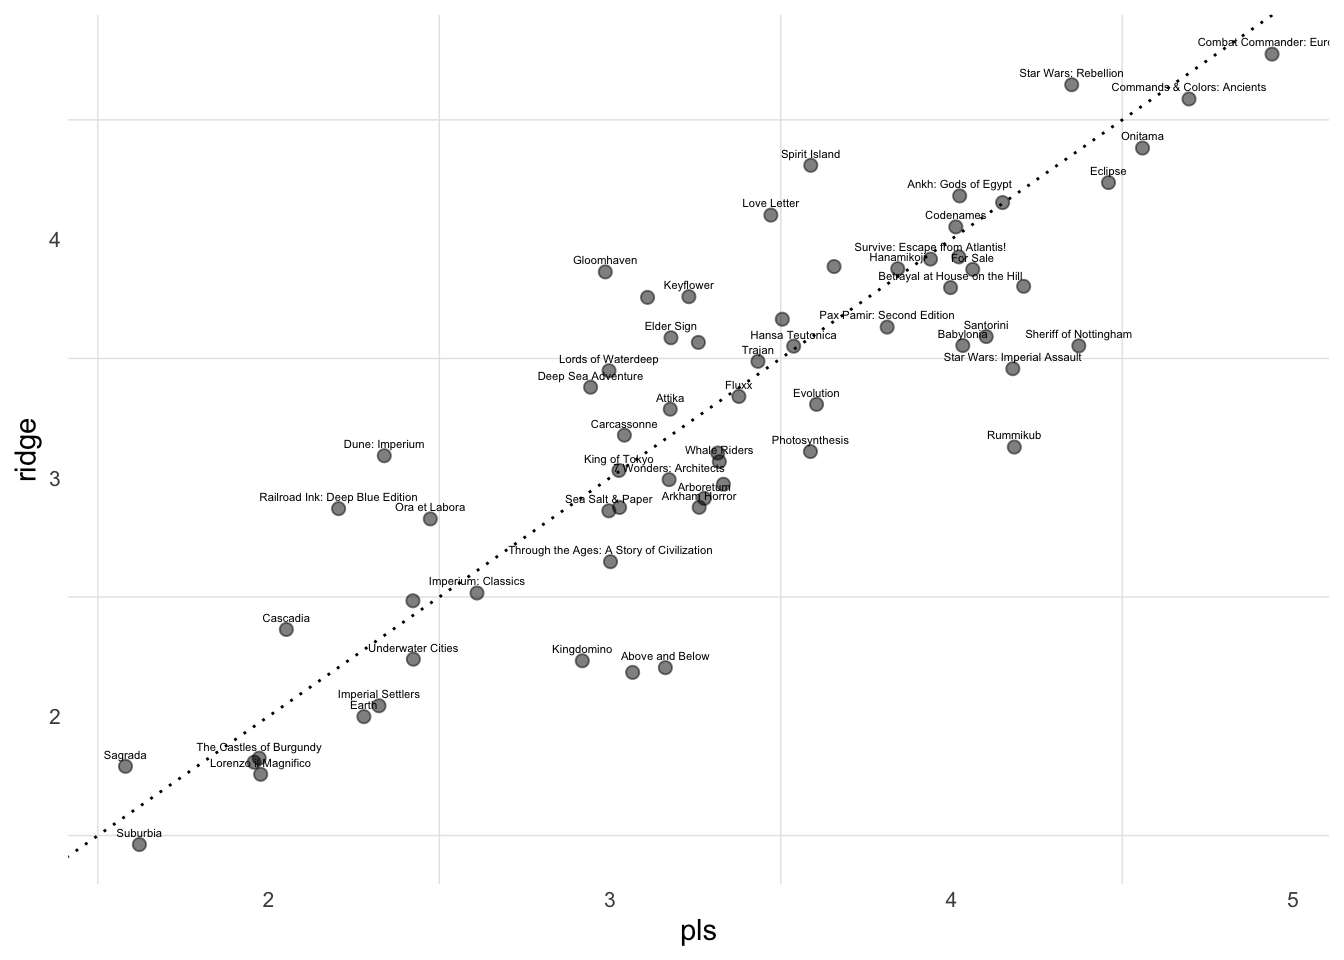 Combat Commander: Euro
Star Wars: Rebellion
Commands & Colors: Ancients
Onitama
Spirit Island
Eclipse
Ankh: Gods of Egypt
Love Letter
Codenames
4
Survive: Escape from Atlantis!
Hanamikoji
For Sale
Gloomhaven
Betrayal at House on the Hill
Keyflower
Pax Pamir: Second Edition
Elder Sign
Santorini
Hansa Teutonica
Babylonia
Sheriff of Nottingham
Trajan
Star Wars: Imperial Assault
Lords of Waterdeep
Deep Sea Adventure
Fluxx
Evolution
Attika
Carcassonne
Rummikub
Photosynthesis
Dune: Imperium
Whale Riders
ridge
3
King of Tokyo
7 Wonders: Architects
Arboretum
Railroad Ink: Deep Blue Edition
Sea Salt & Paper
Arkham Horror
Ora et Labora
Through the Ages: A Story of Civilization
Imperium: Classics
Cascadia
Underwater Cities
Kingdomino
Above and Below
Imperial Settlers
Earth
2
The Castles of Burgundy
Sagrada
Lorenzo il Magnifico
Suburbia
2
3
4
5
pls